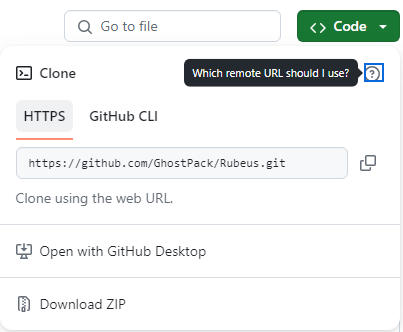 Go to file
<> Code
Clone
Which remote URL should I use?
HTTPS
GitHub CLI
https://github.com/GhostPack/Rubeus.git
Clone using the web URL.
Open with GitHub Desktop
Download ZIP